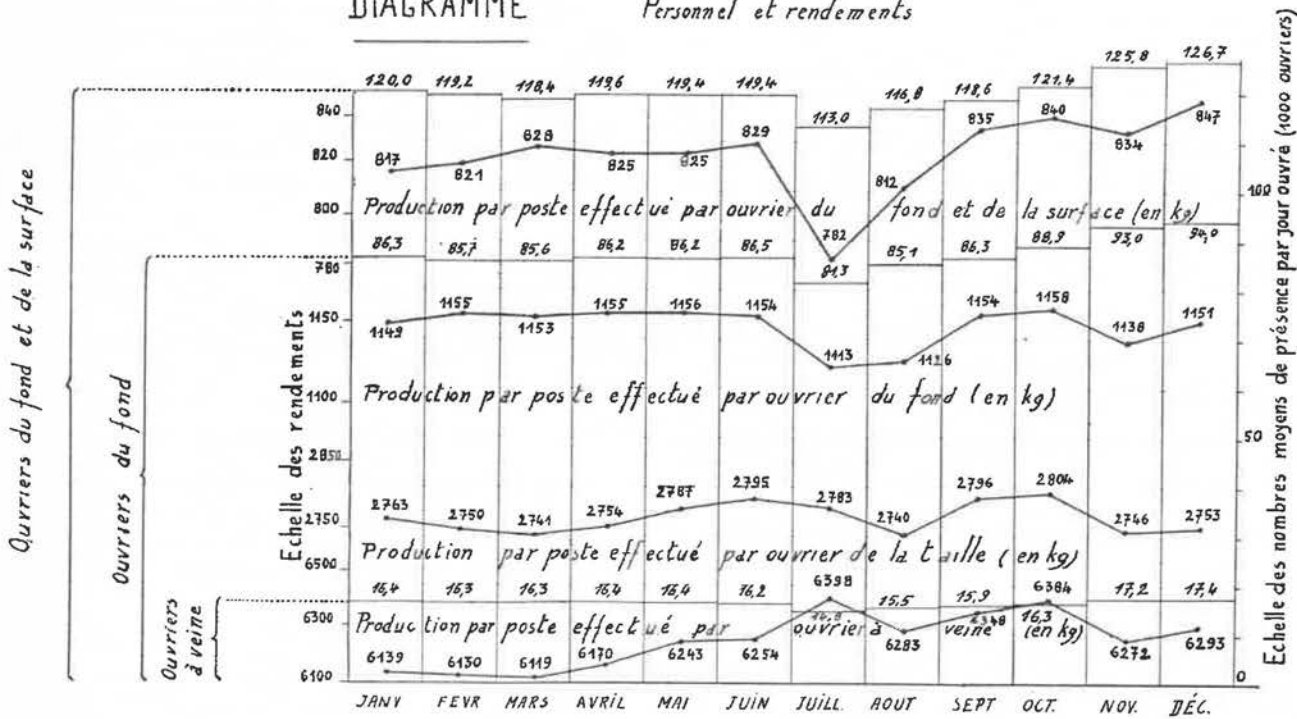 DIAGRAMME
Personnel et rendements
120,0 119,2 118,4 119,6 119,4 119,4 113,0 116,8 118,6 121,4 125,8 126,7
840
820
800
780
817 821 828 825 825 829 782 812 835 840 834 847
Production par poste effectué par ouvrier du fond et de la surface (en kg)
86,3 85,7 85,6 86,2 86,2 86,5 81,3 85,1 86,3 88,9 93,0 94,0
1150
1100
1149 1155 1153 1155 1156 1154 1113 1126 1154 1158 1138 1151
Production par poste effectué par ouvrier du fond (en kg)
2850
2750
2763 2750 2741 2754 2787 2795 2783 2740 2796 2804 2746 2753
Production par poste effectué par ouvrier de la taille (en kg)
6500
6300
6100
16,4 16,3 16,3 16,4 16,4 16,2 15,5 15,9 16,3 17,2 17,4
Production par poste effectué par ouvrier à veine (en kg)
6139 6130 6119 6170 6243 6254 6398 6283 6348 6384 6272 6293
JANV FEVR MARS AVRIL MAI JUIN JUILL. AOUT SEPT OCT. NOV. DÉC.
Ouvriers du fond et de la surface
Ouvriers du fond
Ouvriers
à veine
Echelle des rendements
100
50
0
Echelle des nombres moyens de présence par jour ouvré (1000 ouvriers)